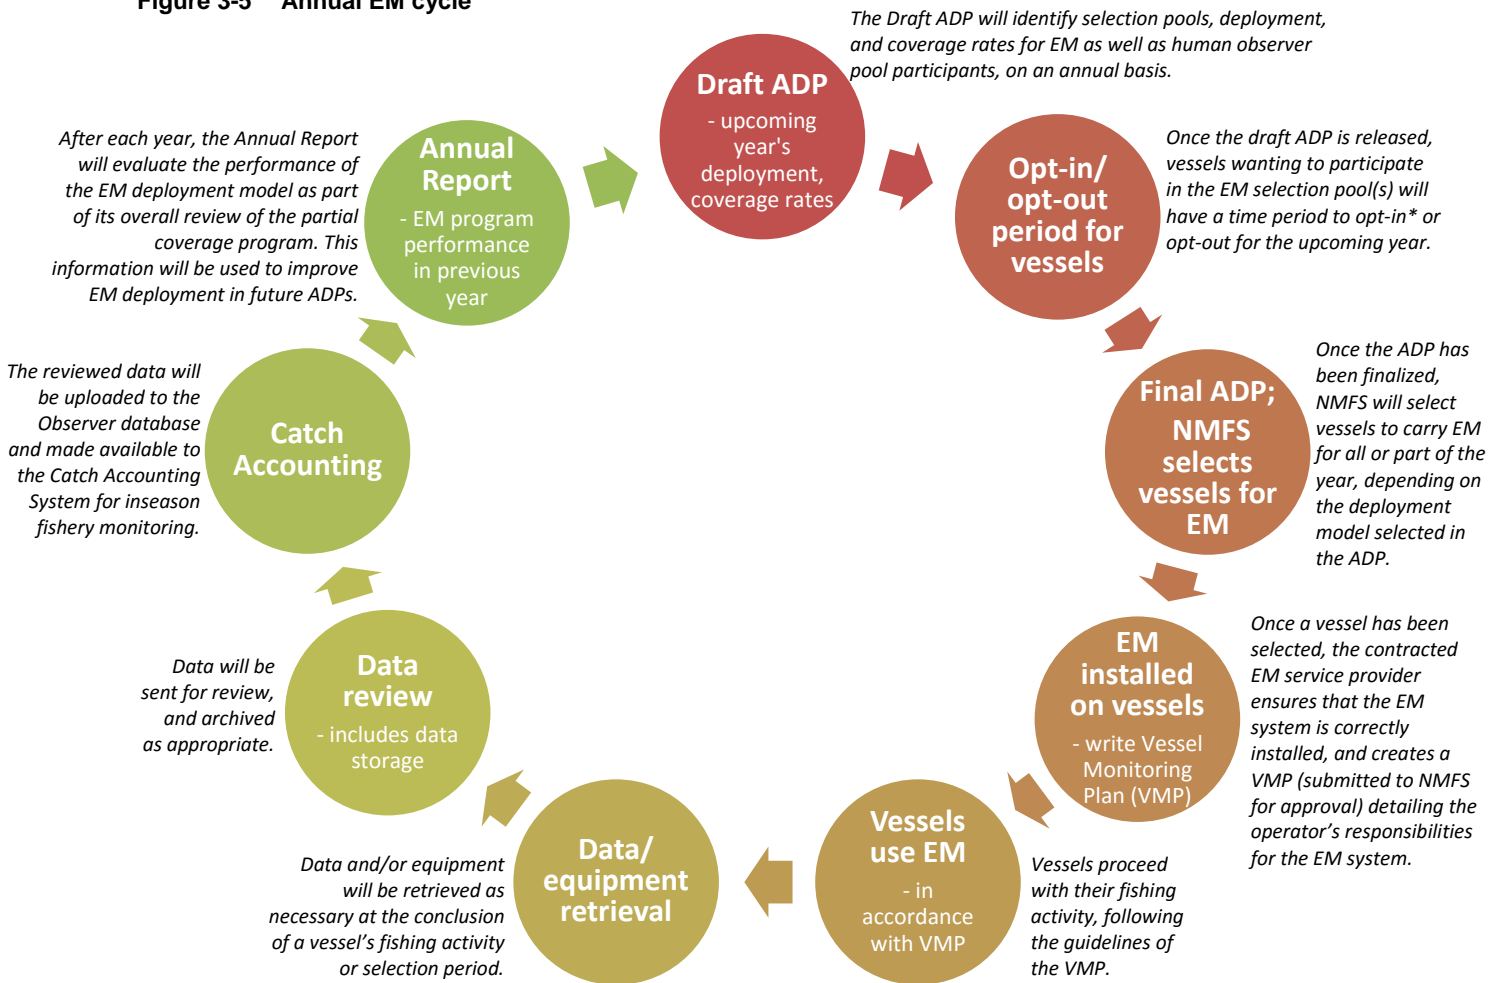 Figure 3-5 Annual EM cycle
Draft ADP
- upcoming
year's
deployment,
coverage rates
The Draft ADP will identify selection pools, deployment,
and coverage rates for EM as well as human observer
pool participants, on an annual basis.
Opt-in/
opt-out
period for
vessels
Once the draft ADP is released,
vessels wanting to participate
in the EM selection pool(s) will
have a time period to opt-in* or
opt-out for the upcoming year.
Final ADP;
NMFS
selects
vessels for
EM
Once the ADP has
been finalized,
NMFS will select
vessels to carry EM
for all or part of the
year, depending on
the deployment
model selected in
the ADP.
EM
installed
on vessels
- write Vessel
Monitoring
Plan (VMP)
Once a vessel has been
selected, the contracted
EM service provider
ensures that the EM
system is correctly
installed, and creates a
VMP (submitted to NMFS
for approval) detailing the
operator’s responsibilities
for the EM system.
Vessels
use EM
- in
accordance
with VMP
Vessels proceed
with their fishing
activity, following
the guidelines of
the VMP.
Data/
equipment
retrieval
Data and/or equipment
will be retrieved as
necessary at the conclusion
of a vessel’s fishing activity
or selection period.
Data
review
- includes data
storage
Data will be
sent for review,
and archived
as appropriate.
Catch
Accounting
The reviewed data will
be uploaded to the
Observer database
and made available to
the Catch Accounting
System for inseason
fishery monitoring.
Annual
Report
- EM program
performance
in previous
year
After each year, the Annual Report
will evaluate the performance of
the EM deployment model as part
of its overall review of the partial
coverage program. This
information will be used to improve
EM deployment in future ADPs.